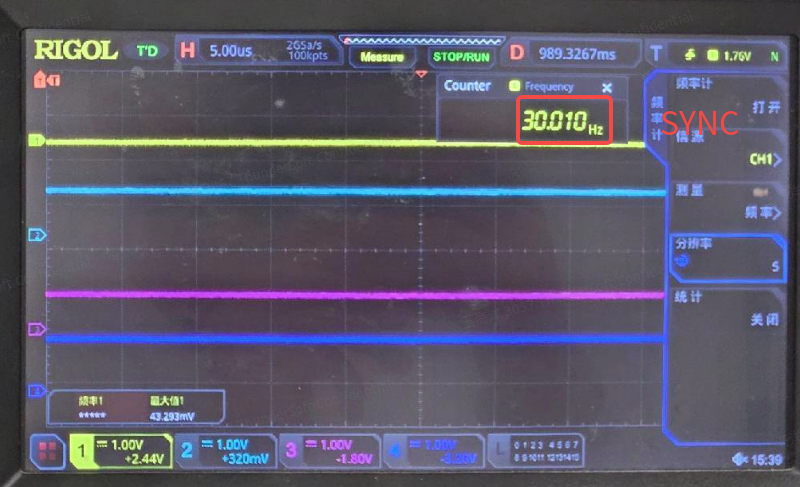 RIGOL T'D H 5.00us 2GSa/s 100kpts Measure STOP/RUN D 989.3267ms T 1.76V N
Counter Frequency
30.010Hz
频率计
频率计
打开
SYNC
信源
CH1
测量
频率
分辨率
5
统计
关闭
频率1 最大值1
***** 43.293mV
1 1.00V +2.44V
2 1.00V +320mV
3 1.00V -1.80V
4 1.00V
L 0 1 2 3 4 5 6 7
8 9 10 11 12 13 14 15
15:39